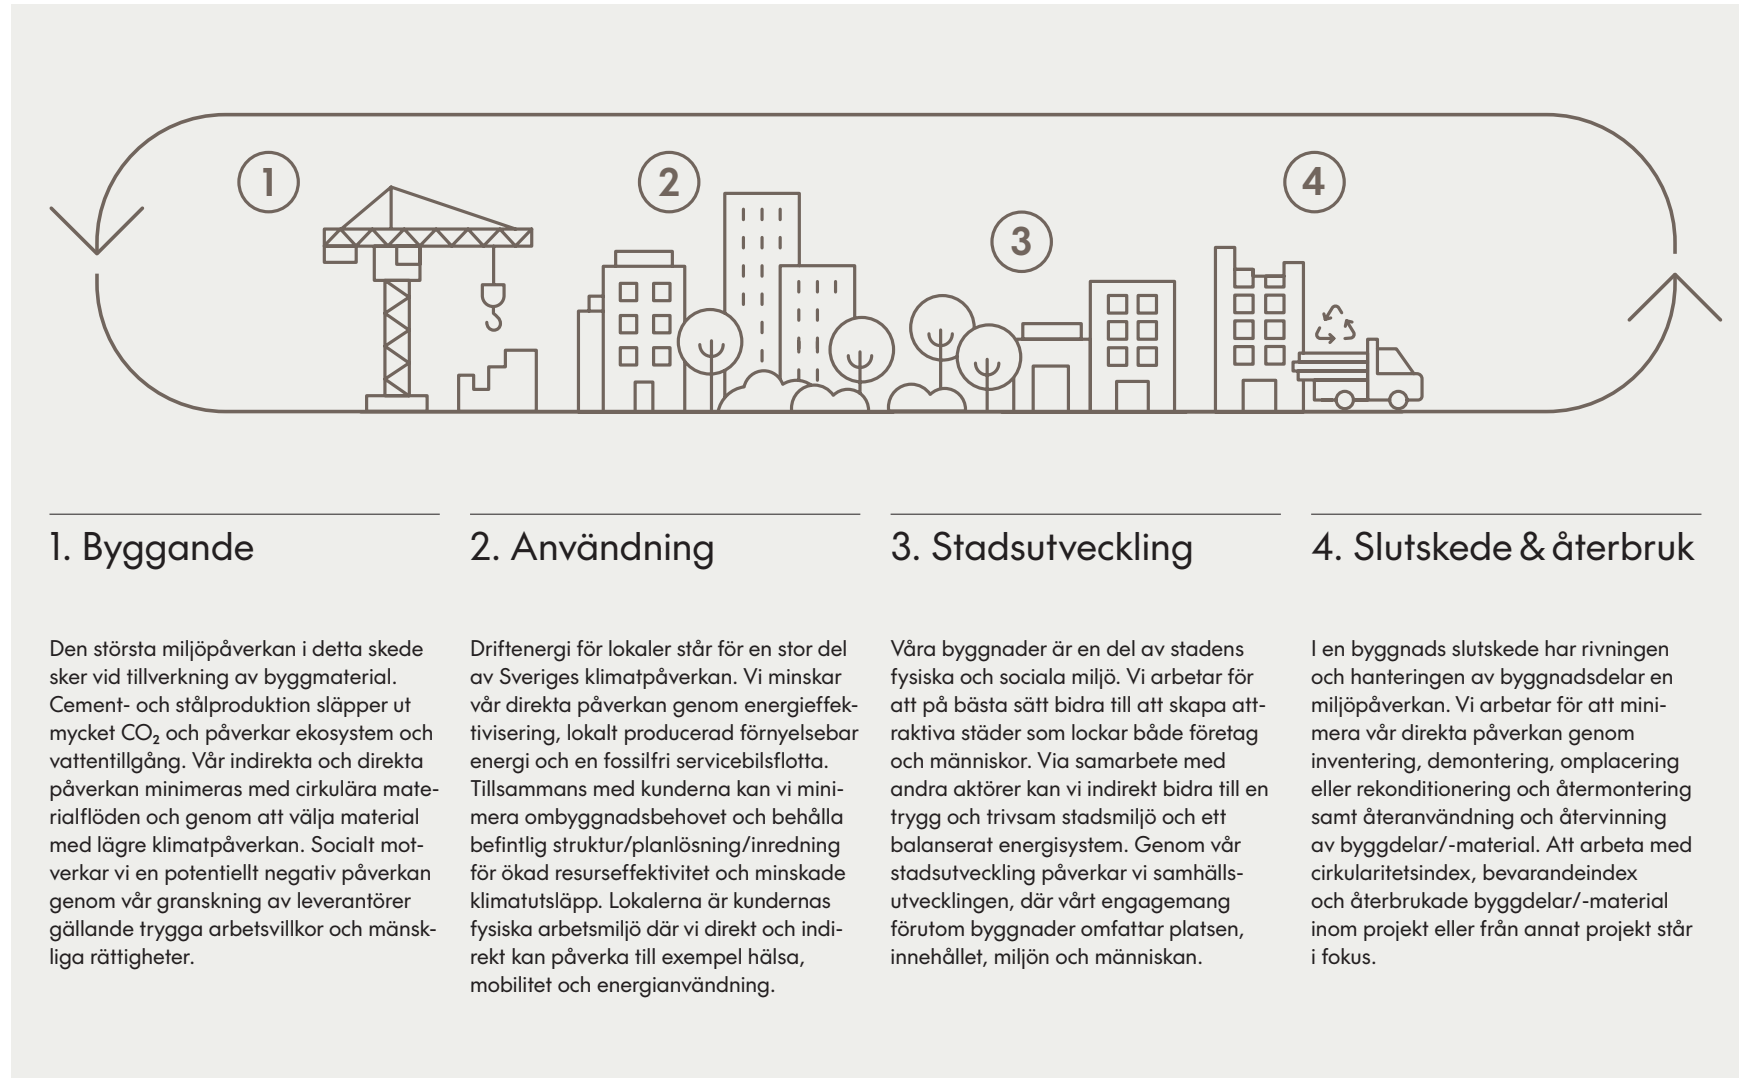 1
2
3
4
1. Byggande
Den största miljöpåverkan i detta skede
sker vid tillverkning av byggmaterial.
Cement- och stålproduktion släpper ut
mycket CO₂ och påverkar ekosystem och
vattentillgång. Vår indirekta och direkta
påverkan minimeras med cirkulära mate-
rialflöden och genom att välja material
med lägre klimatpåverkan. Socialt mot-
verkar vi en potentiellt negativ påverkan
genom vår granskning av leverantörer
gällande trygga arbetsvillkor och mänsk-
liga rättigheter.
2. Användning
Driftenergi för lokaler står för en stor del
av Sveriges klimatpåverkan. Vi minskar
vår direkta påverkan genom energieffek-
tivisering, lokalt producerad förnyelsebar
energi och en fossilfri servicebilsflotta.
Tillsammans med kunderna kan vi mini-
mera ombyggnadsbehovet och behålla
befintlig struktur/planlösning/inredning
för ökad resurseffektivitet och minskade
klimatutsläpp. Lokalerna är kundernas
fysiska arbetsmiljö där vi direkt och indi-
rekt kan påverka till exempel hälsa,
mobilitet och energianvändning.
3. Stadsutveckling
Våra byggnader är en del av stadens
fysiska och sociala miljö. Vi arbetar för
att på bästa sätt bidra till att skapa att-
raktiva städer som lockar både företag
och människor. Via samarbete med
andra aktörer kan vi indirekt bidra till en
trygg och trivsam stadsmiljö och ett
balanserat energisystem. Genom vår
stadsutveckling påverkar vi samhälls-
utvecklingen, där vårt engagemang
förutom byggnader omfattar platsen,
innehållet, miljön och människan.
4. Slutskede & återbruk
I en byggnads slutskede har rivningen
och hanteringen av byggnadsdelar en
miljöpåverkan. Vi arbetar för att mini-
mera vår direkta påverkan genom
inventering, demontering, omplacering
eller rekonditionering och återmontering
samt återanvändning och återvinning
av byggdelar/-material. Att arbeta med
cirkularitetsindex, bevarandeindex
och återbrukade byggdelar/-material
inom projekt eller från annat projekt står
i fokus.